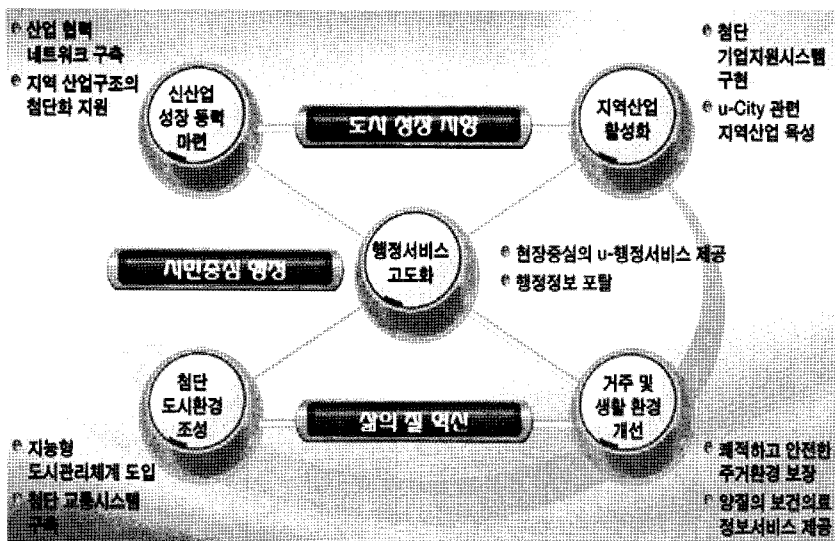 산업 협력
네트워크 구축
지역 산업구조의
첨단화 지원
신산업
성장 동력
마련
도시 성장 지향
지역산업
활성화
첨단
기업지원시스템
구현
u-City 관련
지역산업 육성
시민중심 행정
행정서비스
고도화
현장중심의 u-행정서비스 제공
행정정보 포탈
첨단
도시환경
조성
삶의 질 혁신
거주 및
생활 환경
개선
지능형
도시관리체계 도입
첨단 교통시스템
구축
쾌적하고 안전한
주거환경 보장
양질의 보건의료
정보서비스 제공